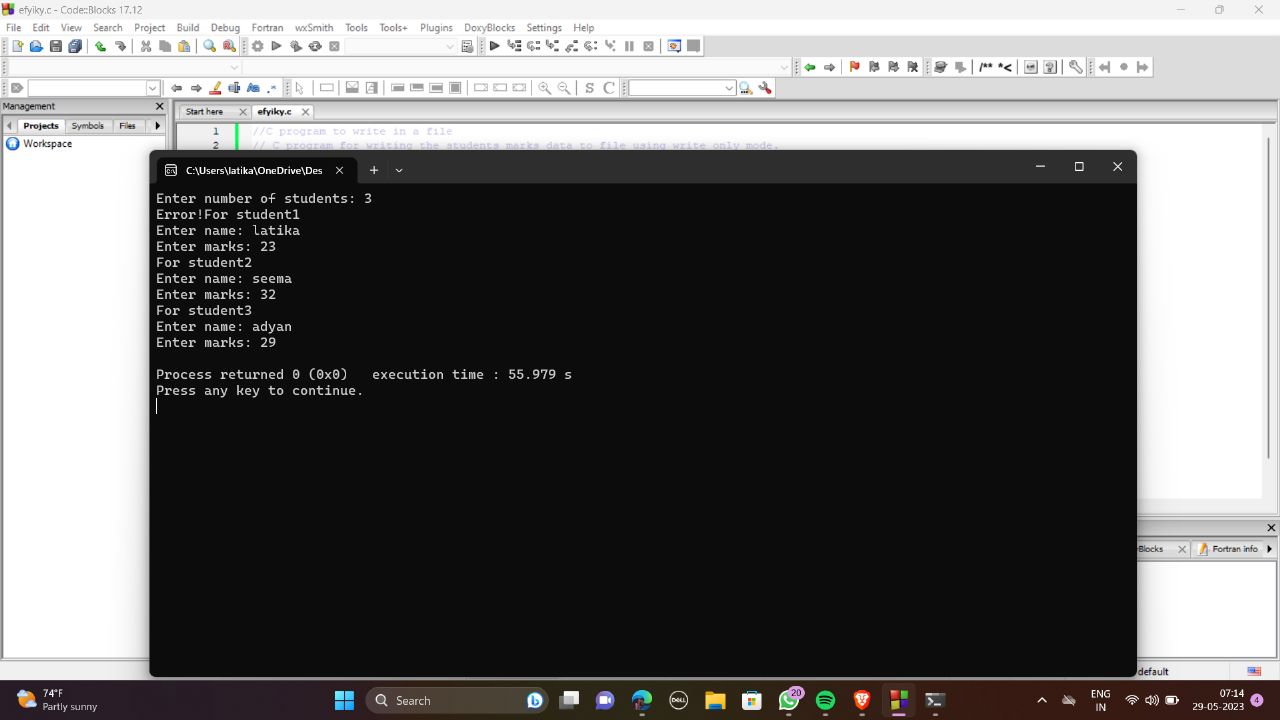 efyiky.c - Code::Blocks 17.12
File Edit View Search Project Build Debug Fortran wxSmith Tools Tools+ Plugins DoxyBlocks Settings Help
/** *<
S C
Management
Start here efyiky.c
Projects Symbols Files
Workspace
1 //C program to write in a file
2 // C program for writing the students marks data to file using write only mode.
C:\Users\latika\OneDrive\Des
Enter number of students: 3
Error!For student1
Enter name: latika
Enter marks: 23
For student2
Enter name: seema
Enter marks: 32
For student3
Enter name: adyan
Enter marks: 29
Process returned 0 (0x0)   execution time : 55.979 s
Press any key to continue.
Blocks Fortran info
default
74°F
Partly sunny
Search
DELL
20
ENG
IN
07:14
29-05-2023
4